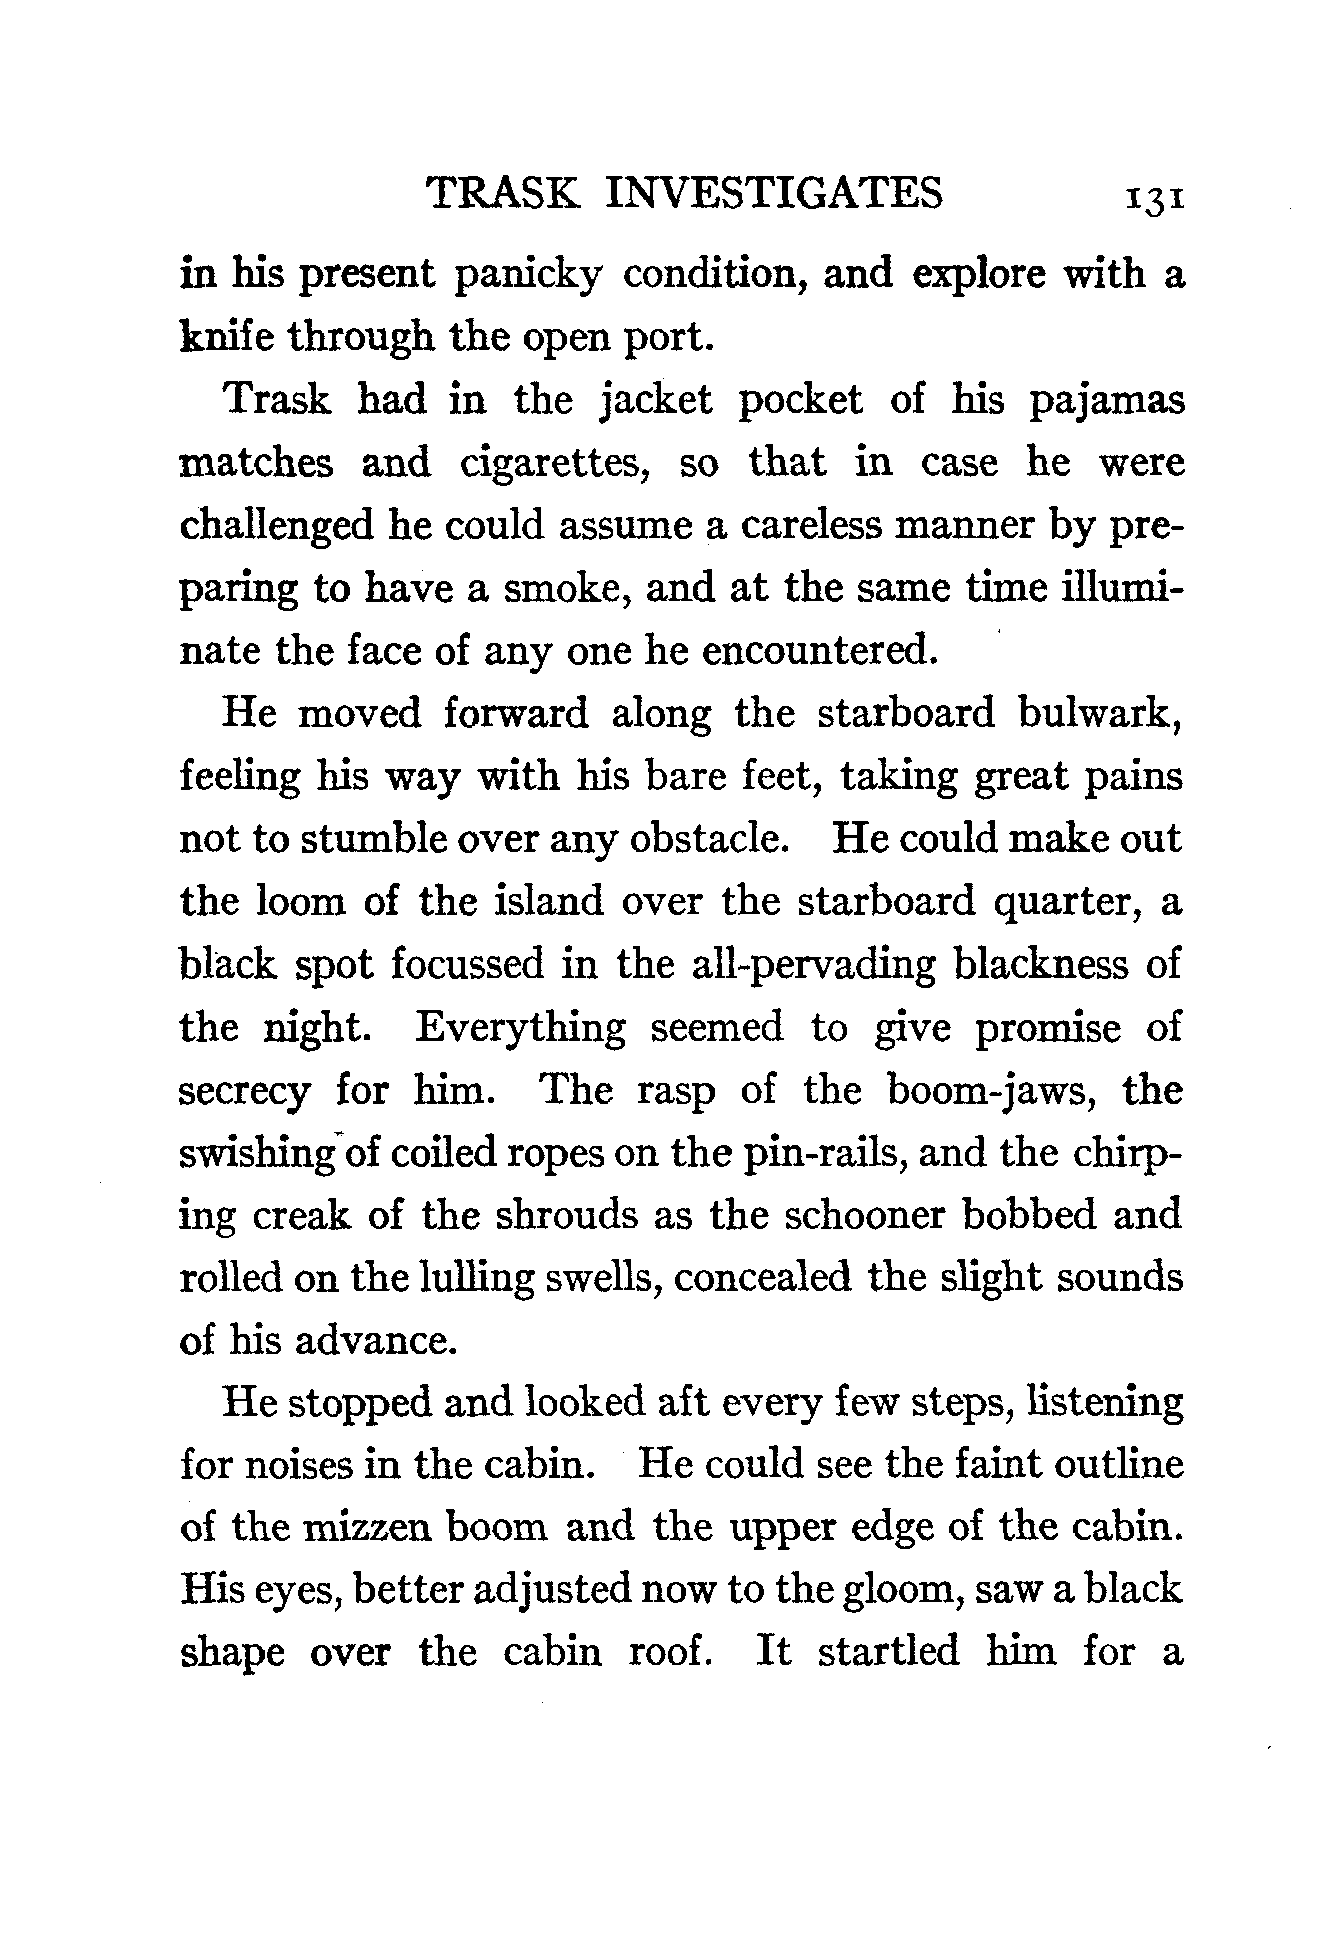 TRASK INVESTIGATES 131
in his present panicky condition, and explore with a
knife through the open port.
Trask had in the jacket pocket of his pajamas
matches and cigarettes, so that in case he were
challenged he could assume a careless manner by pre-
paring to have a smoke, and at the same time illumi-
nate the face of any one he encountered.
He moved forward along the starboard bulwark,
feeling his way with his bare feet, taking great pains
not to stumble over any obstacle. He could make out
the loom of the island over the starboard quarter, a
black spot focussed in the all-pervading blackness of
the night. Everything seemed to give promise of
secrecy for him. The rasp of the boom-jaws, the
swishing of coiled ropes on the pin-rails, and the chirp-
ing creak of the shrouds as the schooner bobbed and
rolled on the lulling swells, concealed the slight sounds
of his advance.
He stopped and looked aft every few steps, listening
for noises in the cabin. He could see the faint outline
of the mizzen boom and the upper edge of the cabin.
His eyes, better adjusted now to the gloom, saw a black
shape over the cabin roof. It startled him for a